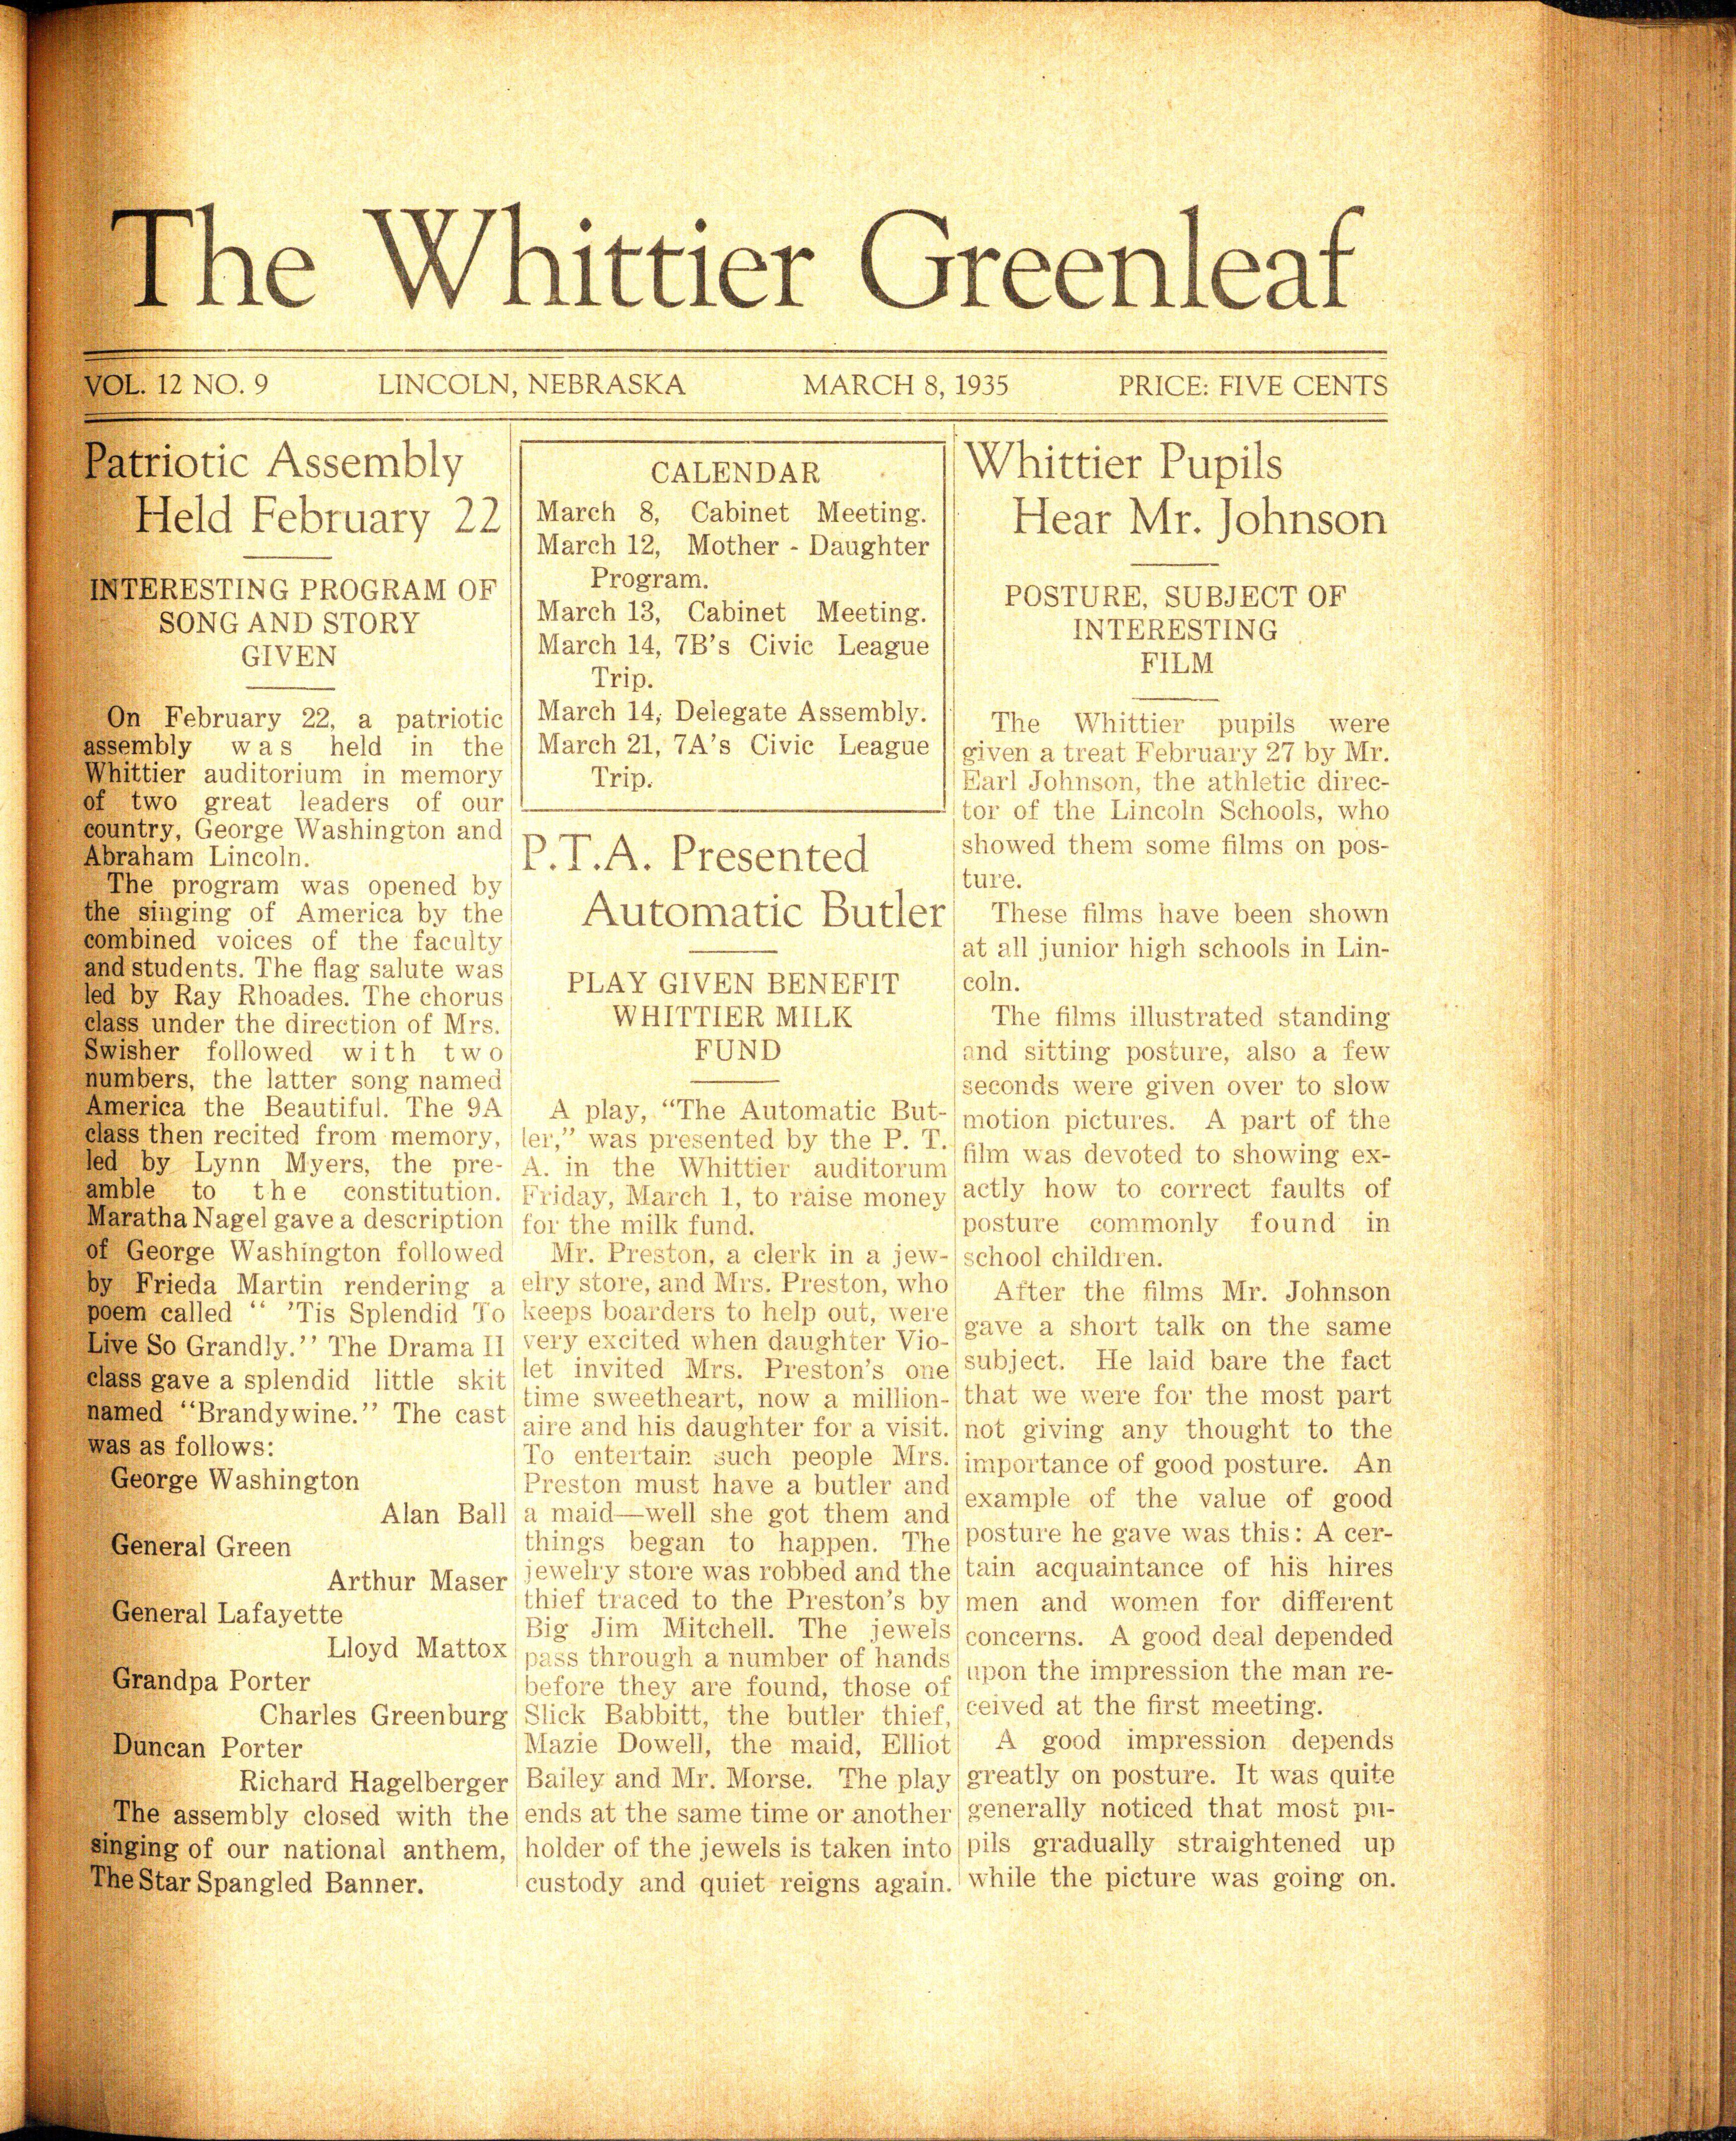 The Whittier Greenleaf
VOL. 12 NO. 9 LINCOLN, NEBRASKA MARCH 8, 1935 PRICE: FIVE CENTS
Patriotic Assembly
Held February 22
INTERESTING PROGRAM OF
SONG AND STORY
GIVEN
On February 22, a patriotic
assembly was held in the
Whittier auditorium in memory
of two great leaders of our
country, George Washington and
Abraham Lincoln.
The program was opened by
the singing of America by the
combined voices of the faculty
and students. The flag salute was
led by Ray Rhoades. The chorus
class under the direction of Mrs.
Swisher followed with two
numbers, the latter song named
America the Beautiful. The 9A
class then recited from memory,
led by Lynn Myers, the pre-
amble to the constitution.
Maratha Nagel gave a description
of George Washington followed
by Frieda Martin rendering a
poem called “ ’Tis Splendid To
Live So Grandly.’’ The Drama II
class gave a splendid little skit
named “Brandywine.’’ The cast
was as follows:
George Washington
Alan Ball
General Green
Arthur Maser
General Lafayette
Lloyd Mattox
Grandpa Porter
Charles Greenburg
Duncan Porter
Richard Hagelberger
The assembly closed with the
singing of our national anthem,
The Star Spangled Banner.
CALENDAR
March 8, Cabinet Meeting.
March 12, Mother - Daughter
Program.
March 13, Cabinet Meeting.
March 14, 7B’s Civic League
Trip.
March 14, Delegate Assembly.
March 21, 7A’s Civic League
Trip.
P.T.A. Presented
Automatic Butler
PLAY GIVEN BENEFIT
WHITTIER MILK
FUND
A play, “The Automatic But-
ler,” was presented by the P. T.
A. in the Whittier auditorum
Friday, March 1, to raise money
for the milk fund.
Mr. Preston, a clerk in a jew-
elry store, and Mrs. Preston, who
keeps boarders to help out, were
very excited when daughter Vio-
let invited Mrs. Preston’s one
time sweetheart, now a million-
aire and his daughter for a visit.
To entertain such people Mrs.
Preston must have a butler and
a maid—well she got them and
things began to happen. The
jewelry store was robbed and the
thief traced to the Preston’s by
Big Jim Mitchell. The jewels
pass through a number of hands
before they are found, those of
Slick Babbitt, the butler thief,
Mazie Dowell, the maid, Elliot
Bailey and Mr. Morse. The play
ends at the same time or another
holder of the jewels is taken into
custody and quiet reigns again.
Whittier Pupils
Hear Mr. Johnson
POSTURE, SUBJECT OF
INTERESTING
FILM
The Whittier pupils were
given a treat February 27 by Mr.
Earl Johnson, the athletic direc-
tor of the Lincoln Schools, who
showed them some films on pos-
ture.
These films have been shown
at all junior high schools in Lin-
coln.
The films illustrated standing
and sitting posture, also a few
seconds were given over to slow
motion pictures. A part of the
film was devoted to showing ex-
actly how to correct faults of
posture commonly found in
school children.
After the films Mr. Johnson
gave a short talk on the same
subject. He laid bare the fact
that we were for the most part
not giving any thought to the
importance of good posture. An
example of the value of good
posture he gave was this: A cer-
tain acquaintance of his hires
men and women for different
concerns. A good deal depended
upon the impression the man re-
ceived at the first meeting.
A good impression depends
greatly on posture. It was quite
generally noticed that most pu-
pils gradually straightened up
while the picture was going on.